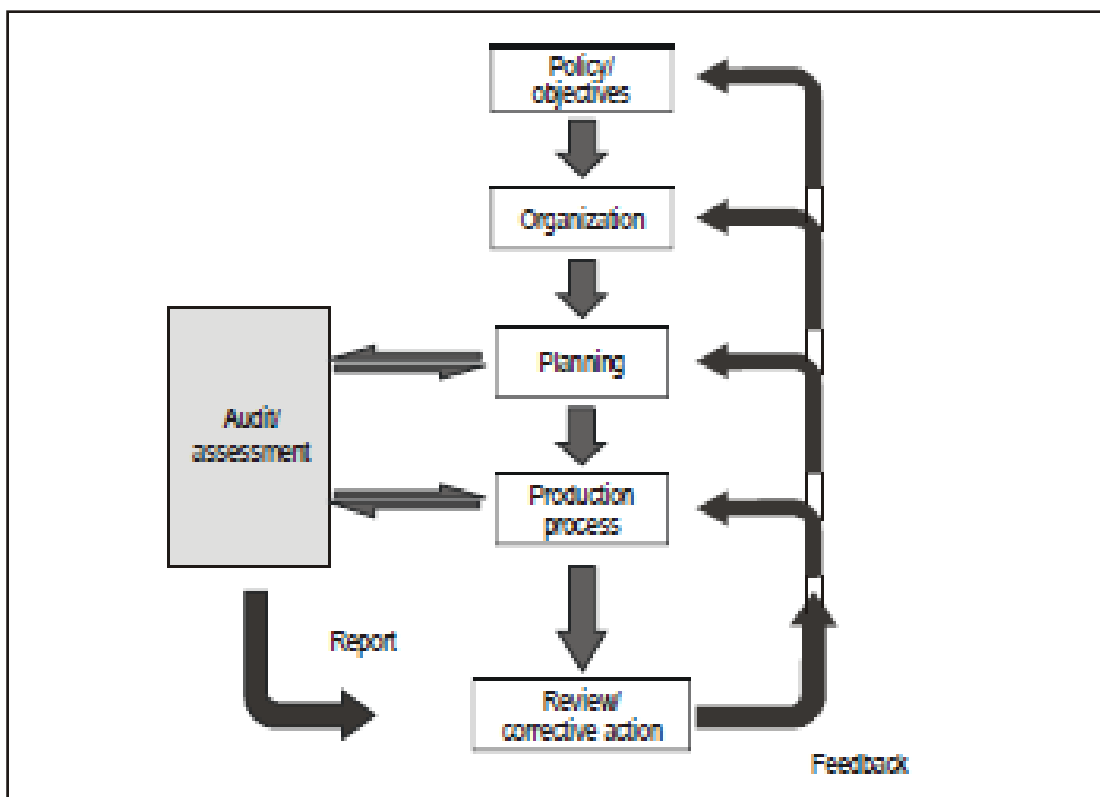 Policy/
objectives
Organization
Planning
Audit/
assessment
Production
process
Report
Review/
corrective action
Feedback